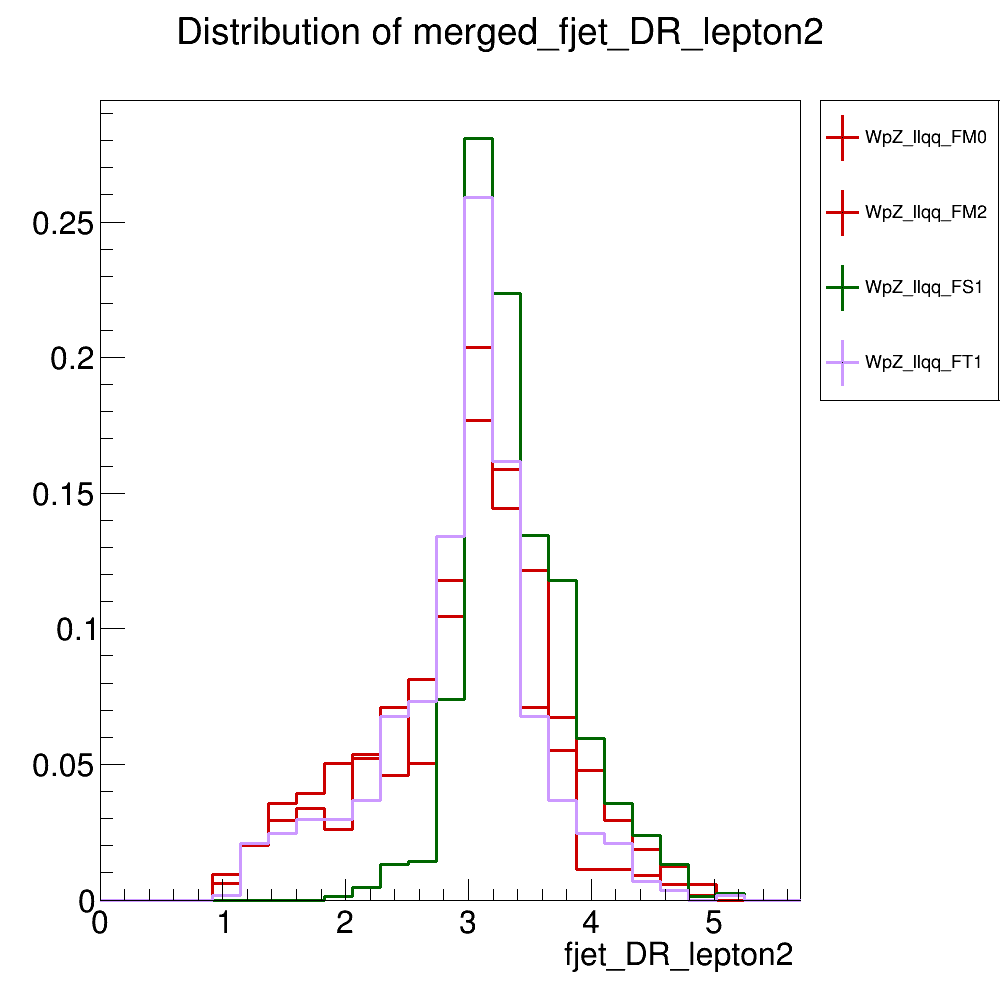 Distribution of merged_fjet_DR_lepton2
WpZ_llqq_FM0
WpZ_llqq_FM2
WpZ_llqq_FS1
WpZ_llqq_FT1
0.25
0.2
0.15
0.1
0.05
0
0 1 2 3 4 5
fjet_DR_lepton2